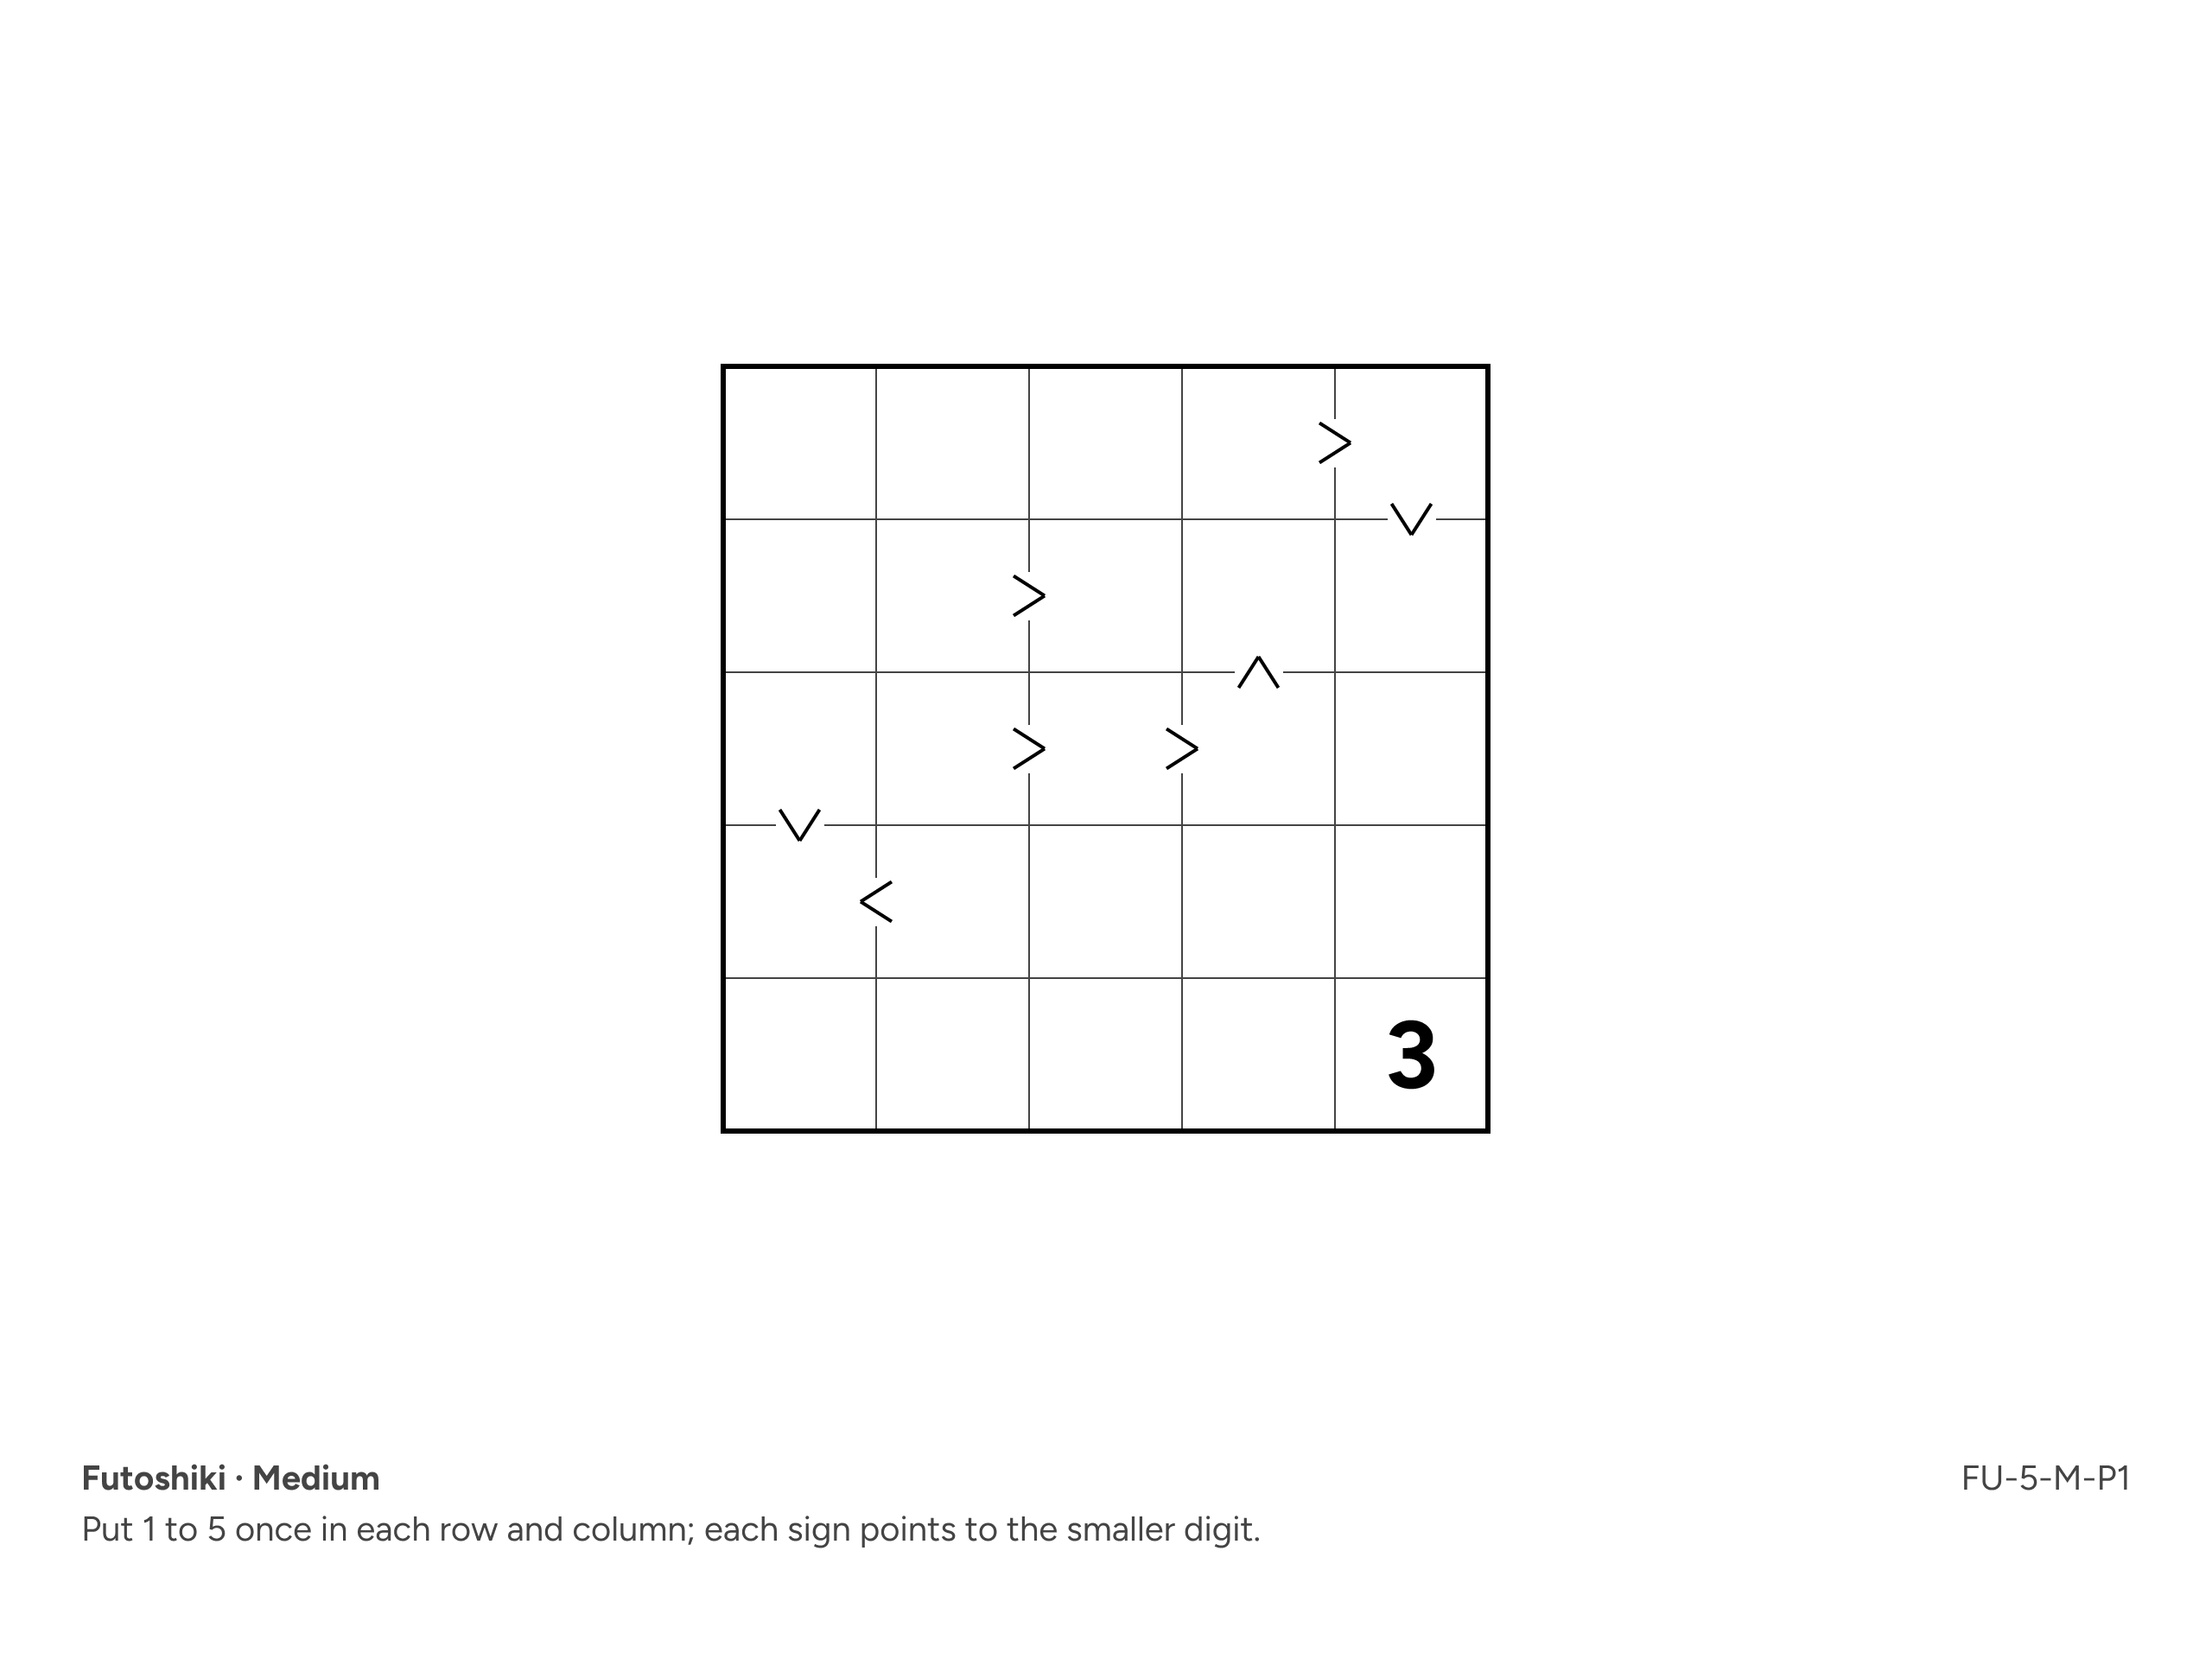 >
∨
>
∧
> >
∨
<
3
Futoshiki · Medium
FU-5-M-P1
Put 1 to 5 once in each row and column; each sign points to the smaller digit.